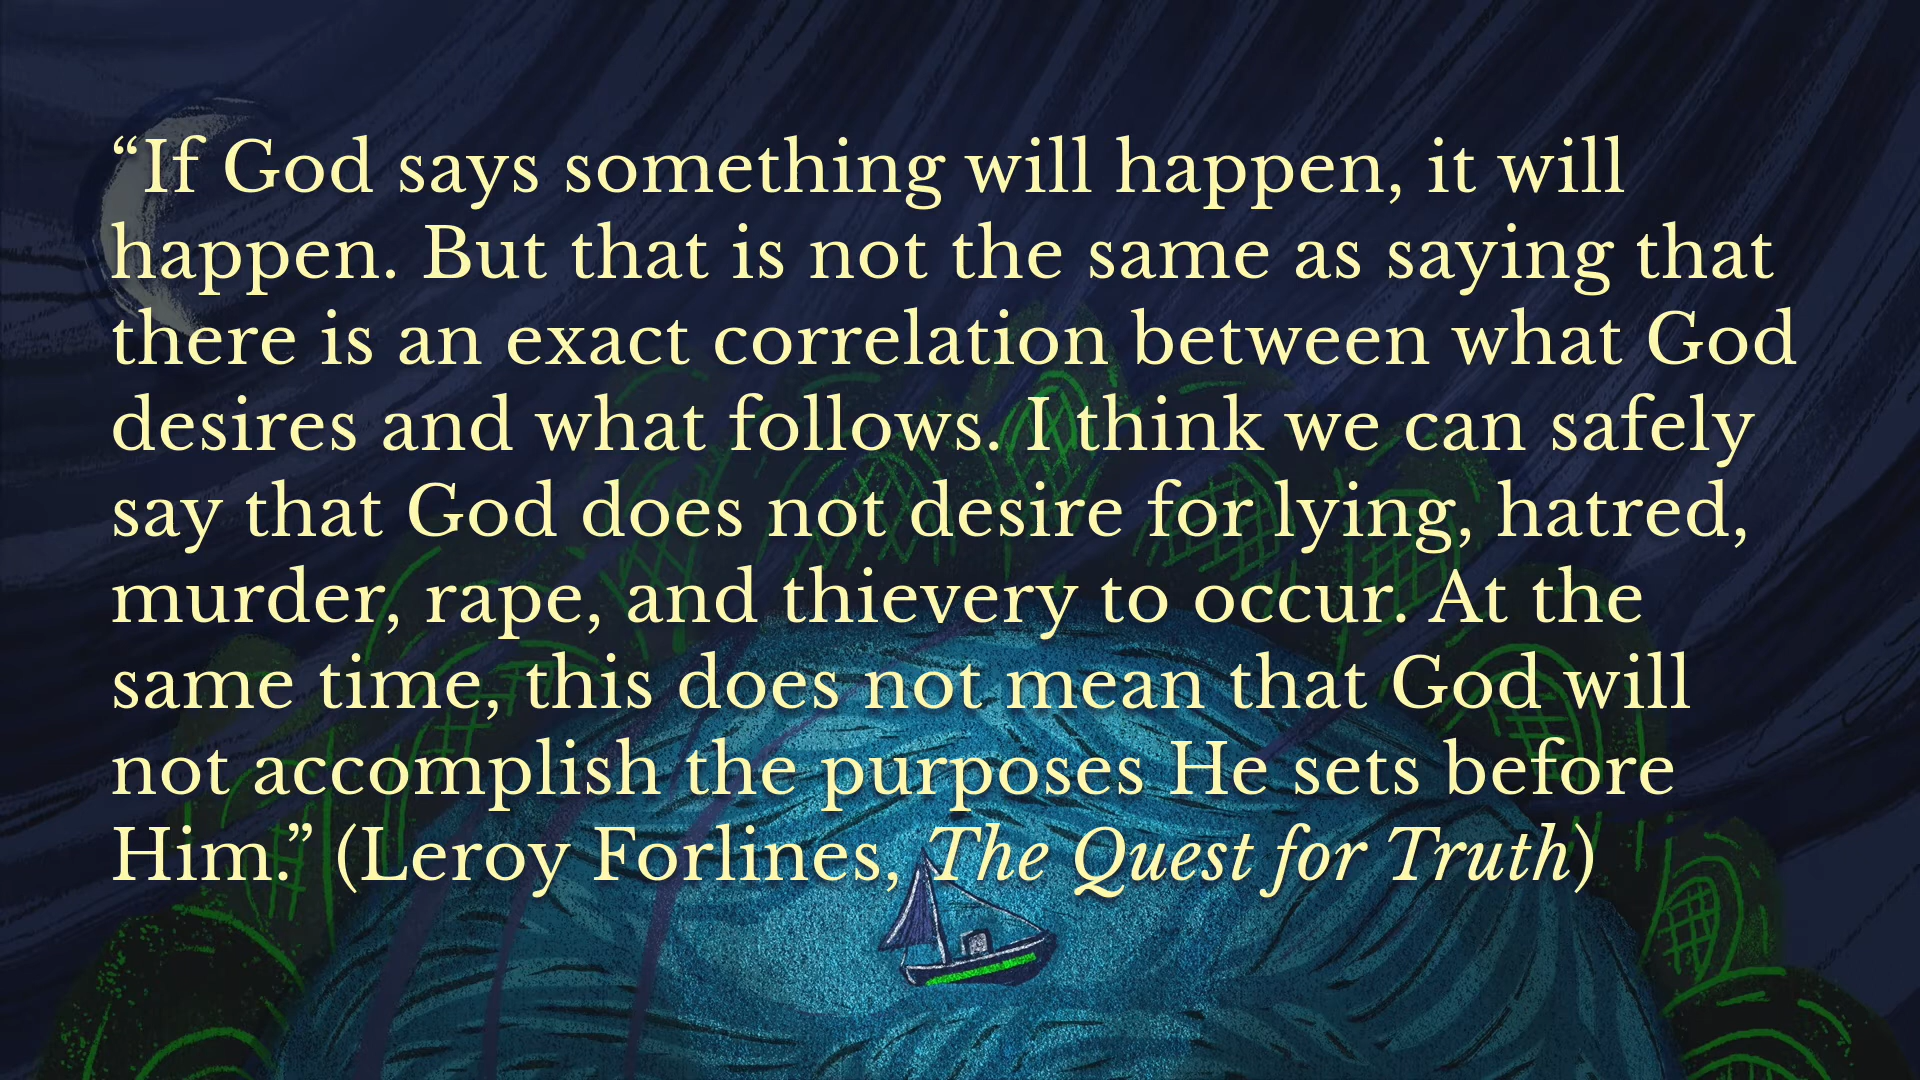 “If God says something will happen, it will
happen. But that is not the same as saying that
there is an exact correlation between what God
desires and what follows. I think we can safely
say that God does not desire for lying, hatred,
murder, rape, and thievery to occur. At the
same time, this does not mean that God will
not accomplish the purposes He sets before
Him.” (Leroy Forlines, The Quest for Truth)